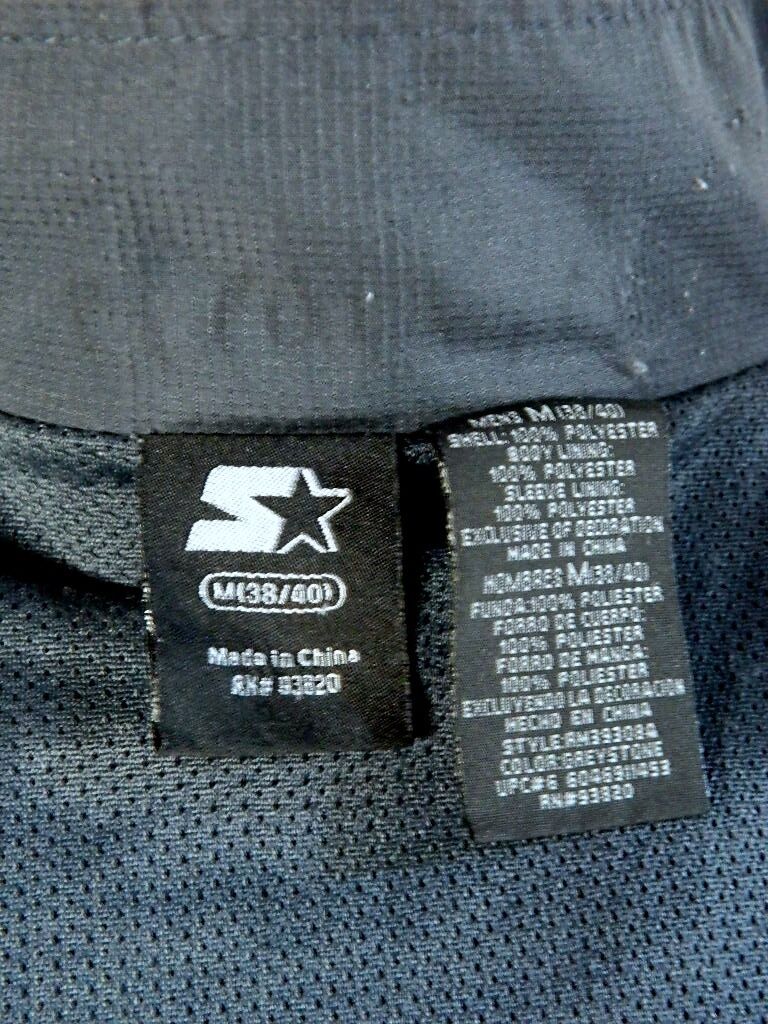 M(38/40)
Made in China
RN# 93820
MENS M (38/40)
SHELL: 100% POLYESTER
BODY LINING:
100% POLYESTER
SLEEVE LINING:
100% POLYESTER
EXCLUSIVE OF DECORATION
MADE IN CHINA
HOMBRES M(38/40)
FUNDA:100% POLIESTER
FORRO DE CUERPO:
100% POLIESTER
FORRO DE MANGA:
100% POLIESTER
EXCLUYENDO LA DECORACION
HECHO EN CHINA
COLOR:GREYSTONE
RN#93820